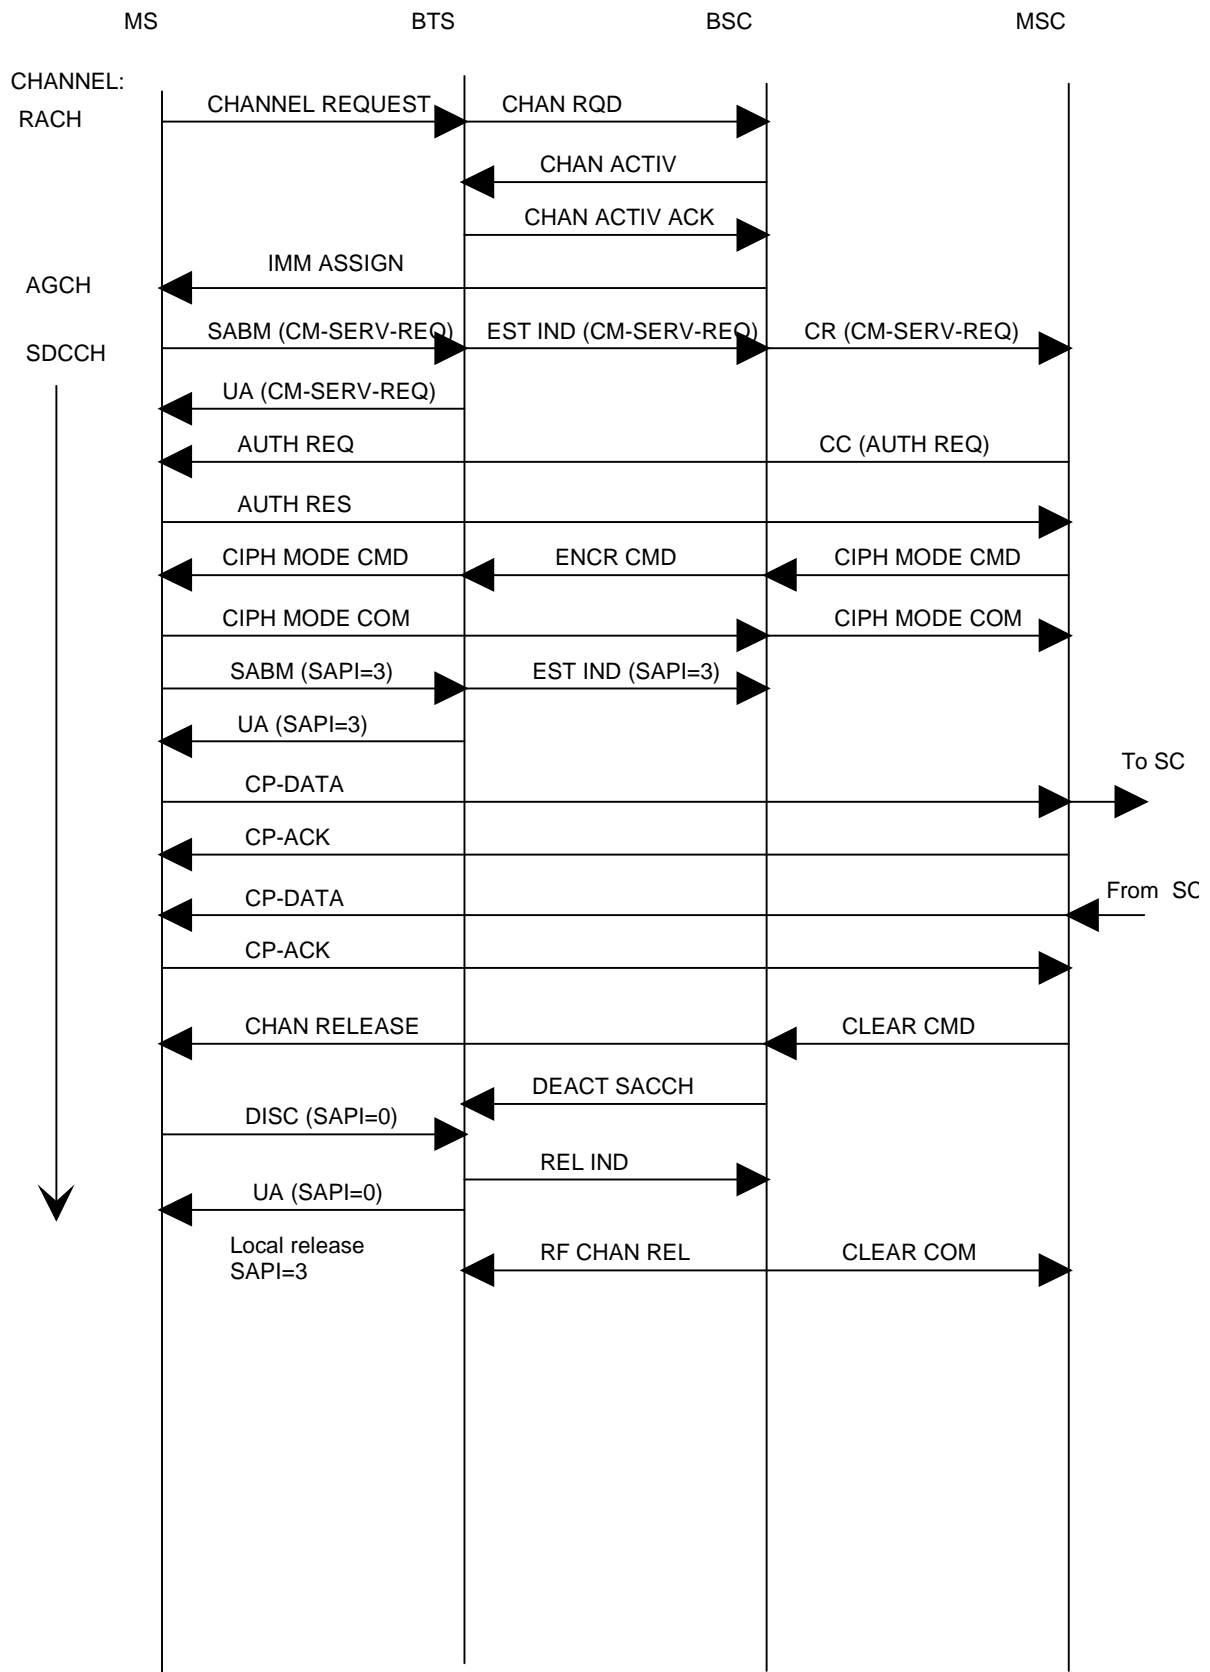 MS BTS BSC MSC
CHANNEL:
RACH CHANNEL REQUEST CHAN RQD
CHAN ACTIV
CHAN ACTIV ACK
AGCH IMM ASSIGN
SDCCH SABM (CM-SERV-REQ) EST IND (CM-SERV-REQ) CR (CM-SERV-REQ)
UA (CM-SERV-REQ)
AUTH REQ CC (AUTH REQ)
AUTH RES
CIPH MODE CMD ENCR CMD CIPH MODE CMD
CIPH MODE COM CIPH MODE COM
SABM (SAPI=3) EST IND (SAPI=3)
UA (SAPI=3)
To SC
CP-DATA
CP-ACK
CP-DATA From SC
CP-ACK
CHAN RELEASE CLEAR CMD
DEACT SACCH
DISC (SAPI=0)
REL IND
UA (SAPI=0)
Local release RF CHAN REL CLEAR COM
SAPI=3